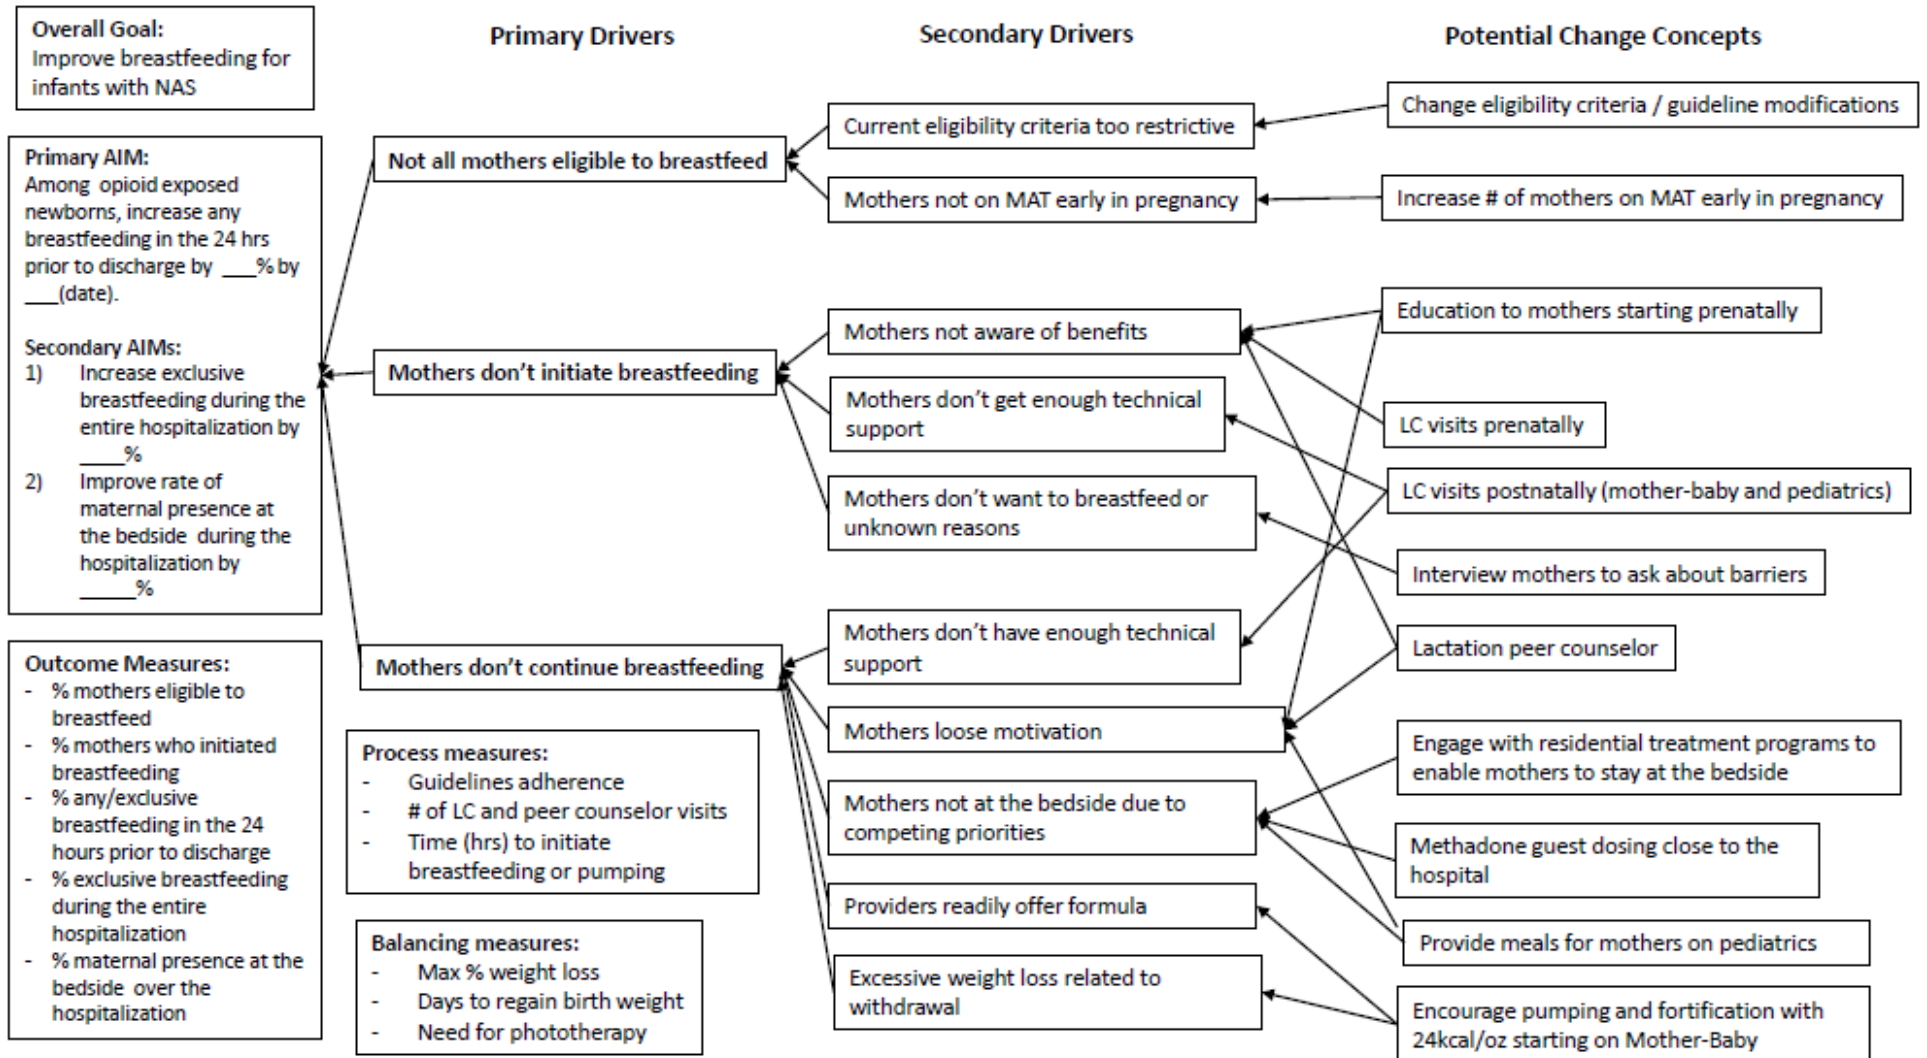 Overall Goal:
Improve breastfeeding for
infants with NAS
Primary AIM:
Among opioid exposed
newborns, increase any
breastfeeding in the 24 hrs
prior to discharge by ___% by
___(date).
Secondary AIMs:
1) Increase exclusive
breastfeeding during the
entire hospitalization by
____%
2) Improve rate of
maternal presence at
the bedside during the
hospitalization by
_____%
Outcome Measures:
- % mothers eligible to
breastfeed
- % mothers who initiated
breastfeeding
- % any/exclusive
breastfeeding in the 24
hours prior to discharge
- % exclusive breastfeeding
during the entire
hospitalization
- % maternal presence at the
bedside over the
hospitalization
Primary Drivers
Not all mothers eligible to breastfeed
Mothers don't initiate breastfeeding
Mothers don't continue breastfeeding
Process measures:
- Guidelines adherence
- # of LC and peer counselor visits
- Time (hrs) to initiate
breastfeeding or pumping
Balancing measures:
- Max % weight loss
- Days to regain birth weight
- Need for phototherapy
Secondary Drivers
Current eligibility criteria too restrictive
Mothers not on MAT early in pregnancy
Mothers not aware of benefits
Mothers don't get enough technical
support
Mothers don't want to breastfeed or
unknown reasons
Mothers don't have enough technical
support
Mothers loose motivation
Mothers not at the bedside due to
competing priorities
Providers readily offer formula
Excessive weight loss related to
withdrawal
Potential Change Concepts
Change eligibility criteria / guideline modifications
Increase # of mothers on MAT early in pregnancy
Education to mothers starting prenatally
LC visits prenatally
LC visits postnatally (mother-baby and pediatrics)
Interview mothers to ask about barriers
Lactation peer counselor
Engage with residential treatment programs to
enable mothers to stay at the bedside
Methadone guest dosing close to the
hospital
Provide meals for mothers on pediatrics
Encourage pumping and fortification with
24kcal/oz starting on Mother-Baby